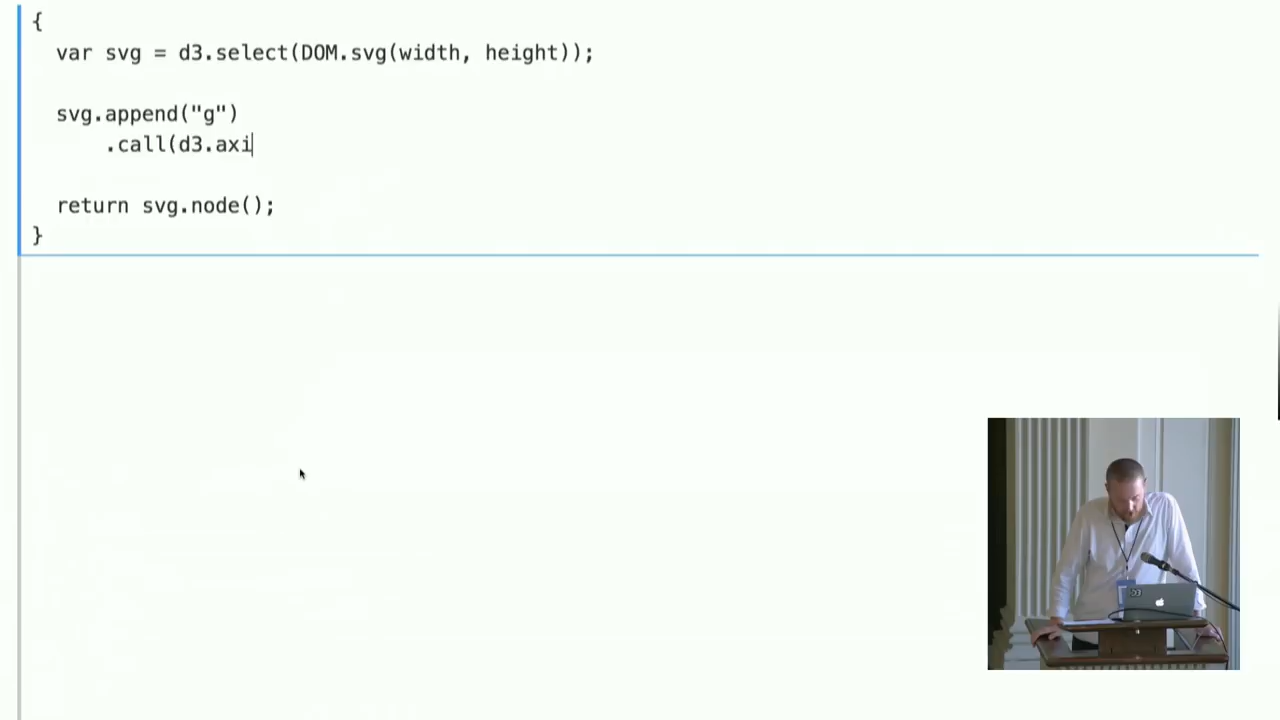 {
var svg = d3.select(DOM.svg(width, height));
svg.append("g")
.call(d3.axi
return svg.node();
}